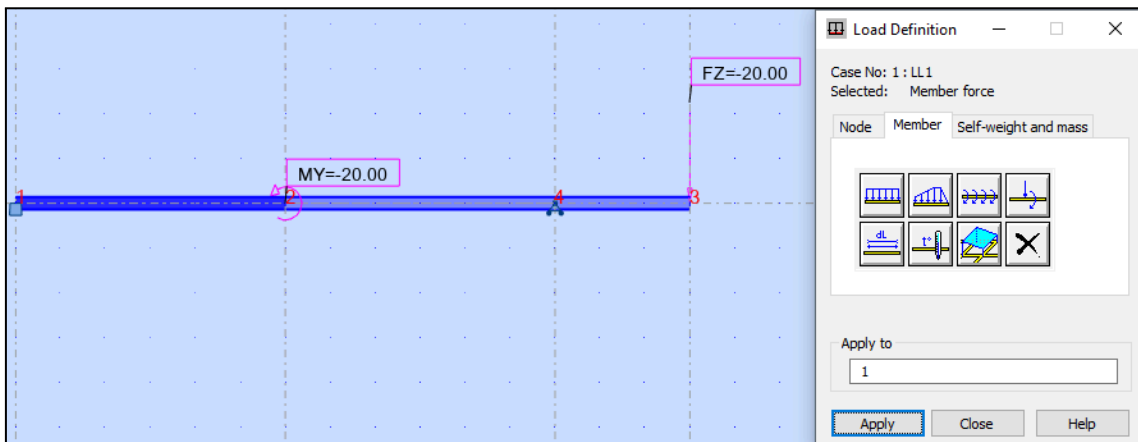 Load Definition
Case No: 1 : LL1
Selected: Member force
Node Member Self-weight and mass
FZ=-20.00
MY=-20.00
1 2 4 3
dL
t°
Apply to
1
Apply Close Help